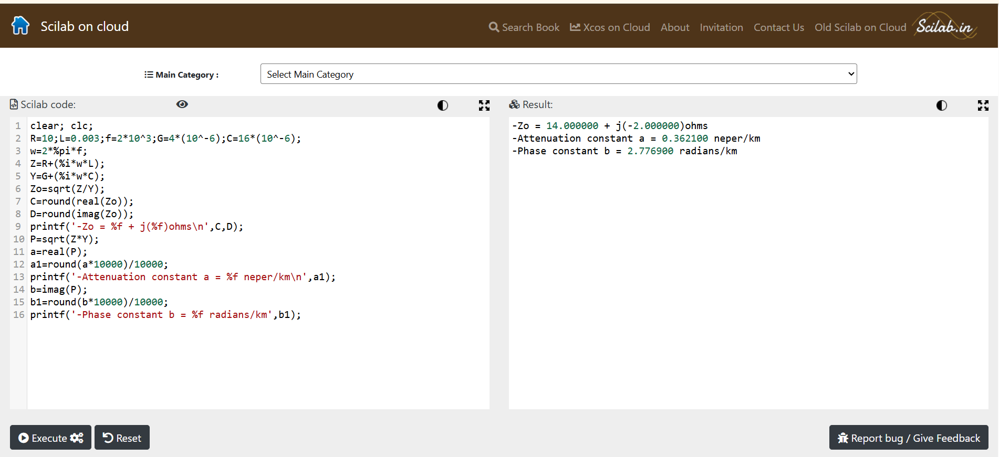 Scilab on cloud
Search Book Xcos on Cloud About Invitation Contact Us Old Scilab on Cloud Scilab.in
Main Category :
Select Main Category
Scilab code:
1 clear; clc;
2 R=10;L=0.003;f=2*10^3;G=4*(10^-6);C=16*(10^-6);
3 w=2*%pi*f;
4 Z=R+(%i*w*L);
5 Y=G+(%i*w*C);
6 Zo=sqrt(Z/Y);
7 C=round(real(Zo));
8 D=round(imag(Zo));
9 printf('-Zo = %f + j(%f)ohms\n',C,D);
10 P=sqrt(Z*Y);
11 a=real(P);
12 a1=round(a*10000)/10000;
13 printf('-Attenuation constant a = %f neper/km\n',a1);
14 b=imag(P);
15 b1=round(b*10000)/10000;
16 printf('-Phase constant b = %f radians/km',b1);
Result:
-Zo = 14.000000 + j(-2.000000)ohms
-Attenuation constant a = 0.362100 neper/km
-Phase constant b = 2.776900 radians/km
Execute
Reset
Report bug / Give Feedback